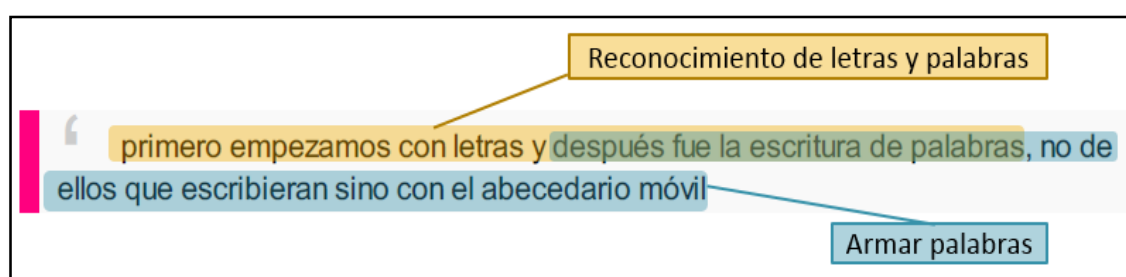 Reconocimiento de letras y palabras
‘ primero empezamos con letras y después fue la escritura de palabras, no de
ellos que escribieran sino con el abecedario móvil
Armar palabras